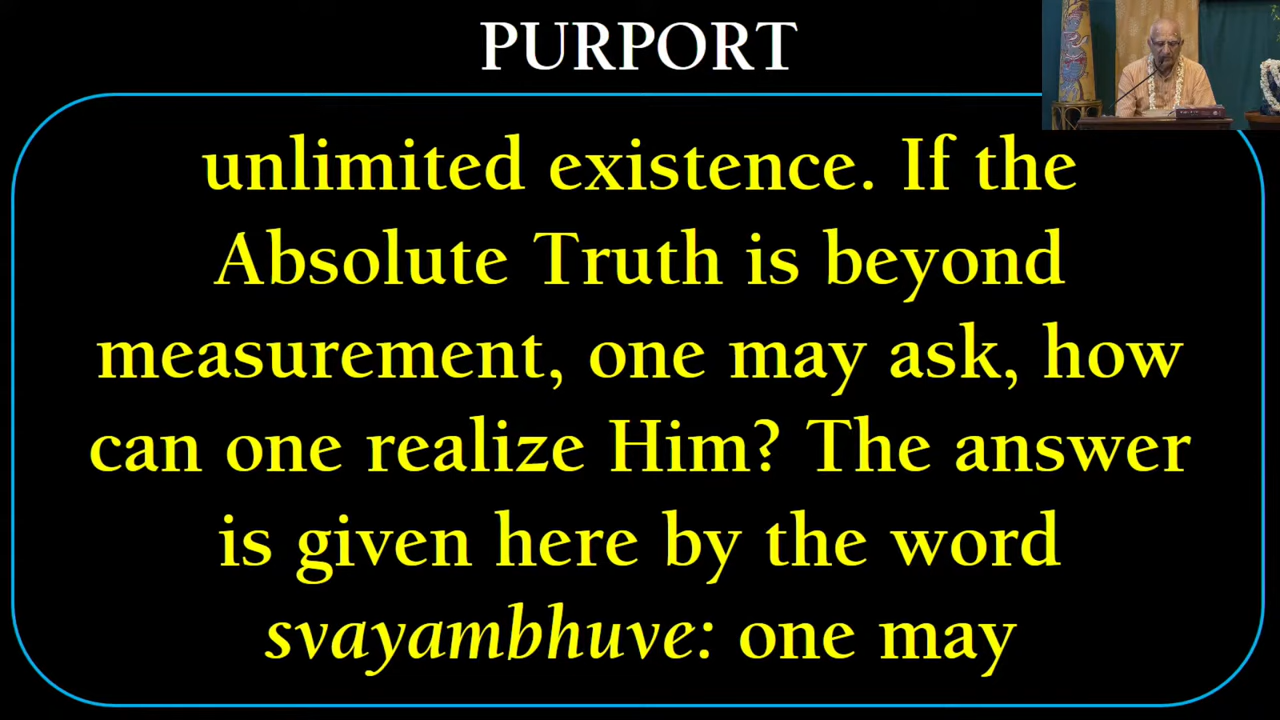 PURPORT
unlimited existence. If the
Absolute Truth is beyond
measurement, one may ask, how
can one realize Him? The answer
is given here by the word
svayambhuve: one may